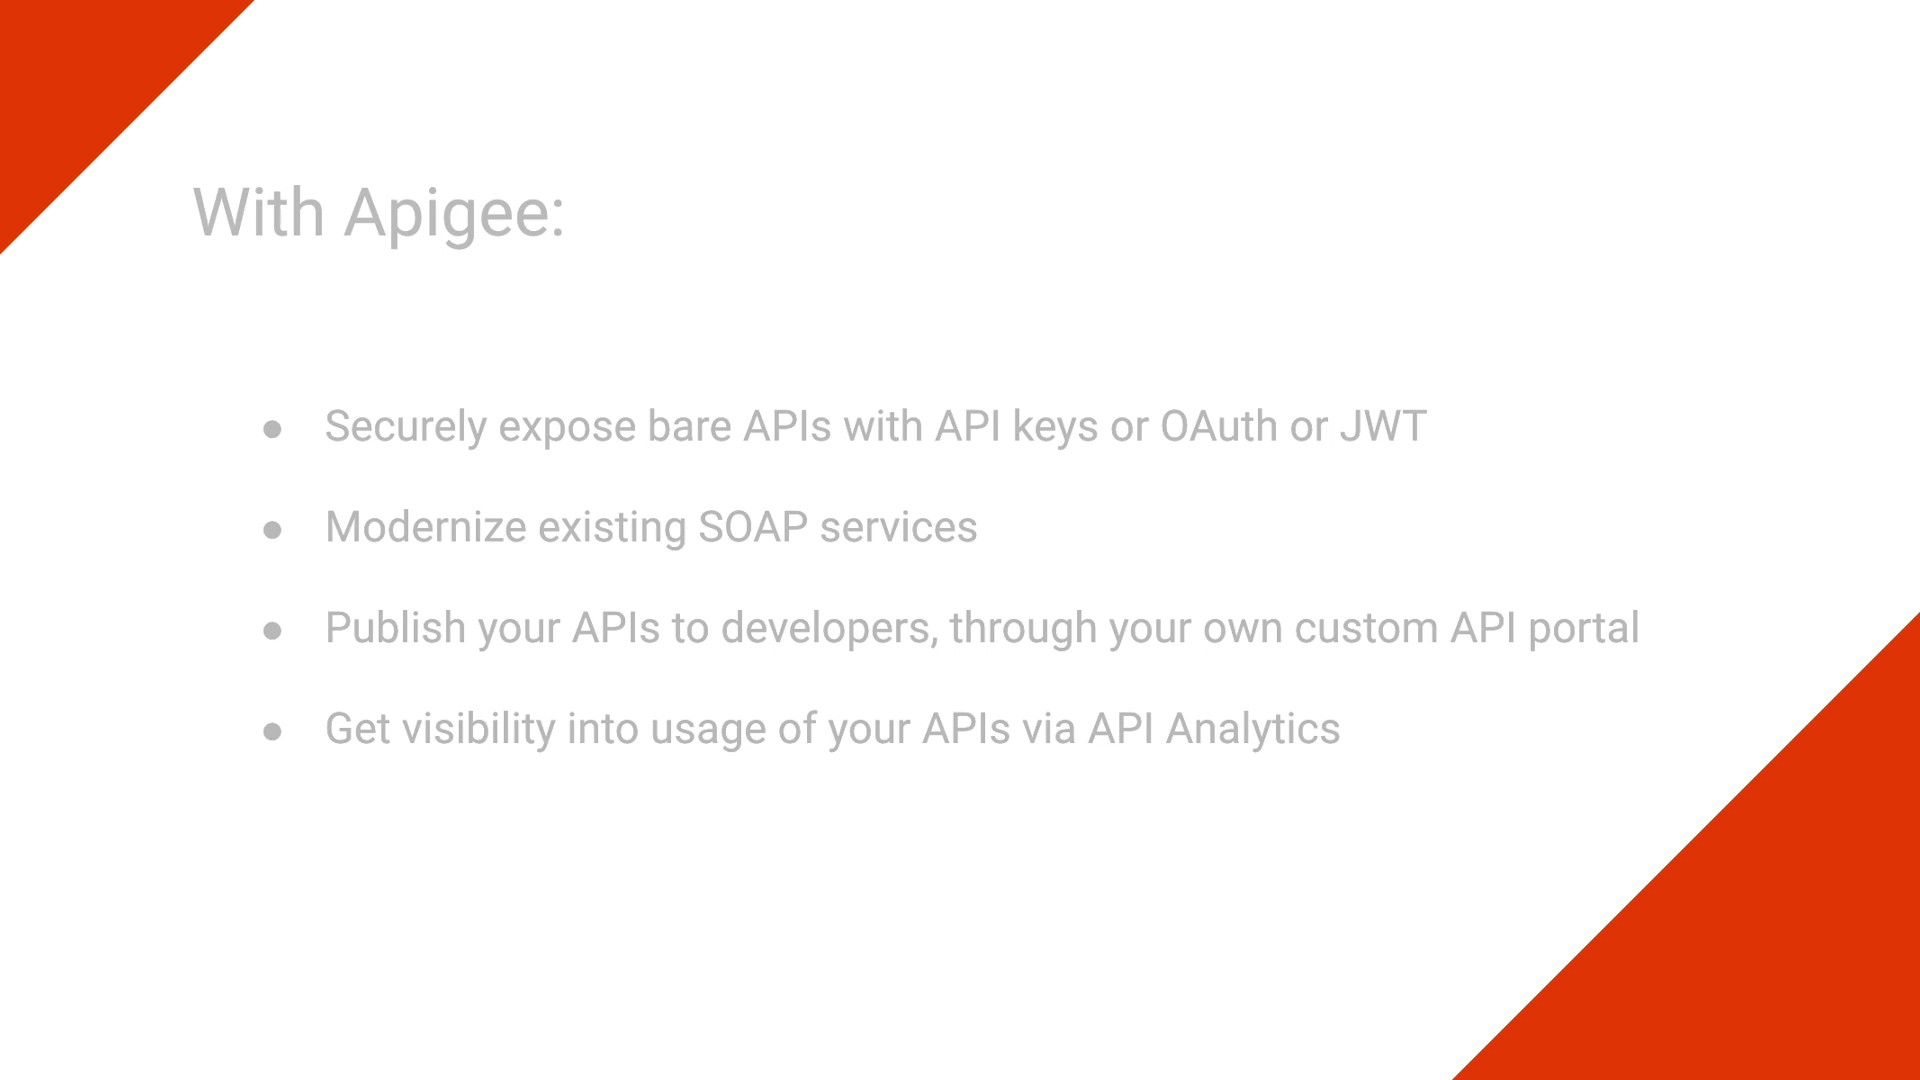 With Apigee:
● Securely expose bare APIs with API keys or OAuth or JWT
● Modernize existing SOAP services
● Publish your APIs to developers, through your own custom API portal
● Get visibility into usage of your APIs via API Analytics